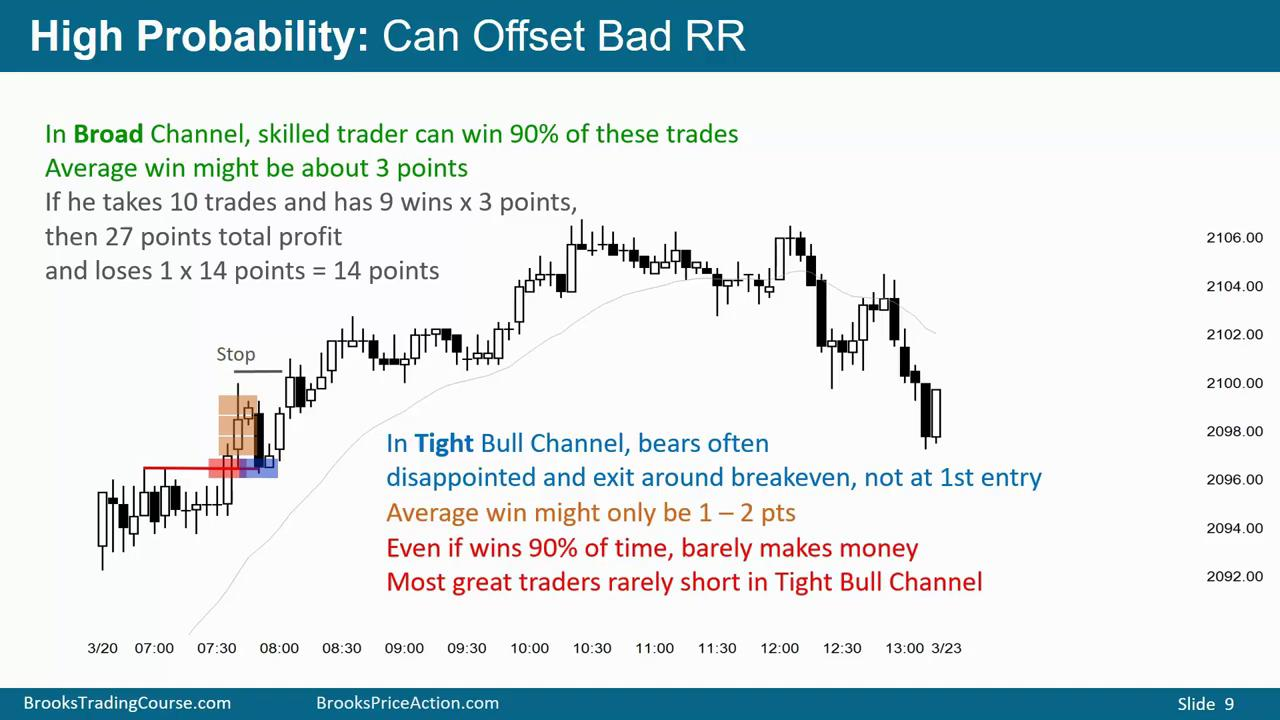 High Probability: Can Offset Bad RR
In Broad Channel, skilled trader can win 90% of these trades
Average win might be about 3 points
If he takes 10 trades and has 9 wins x 3 points,
then 27 points total profit
and loses 1 x 14 points = 14 points
Stop
In Tight Bull Channel, bears often
disappointed and exit around breakeven, not at 1st entry
Average win might only be 1 – 2 pts
Even if wins 90% of time, barely makes money
Most great traders rarely short in Tight Bull Channel
2106.00
2104.00
2102.00
2100.00
2098.00
2096.00
2094.00
2092.00
3/20 07:00 07:30 08:00 08:30 09:00 09:30 10:00 10:30 11:00 11:30 12:00 12:30 13:00 3/23
BrooksTradingCourse.com BrooksPriceAction.com Slide 9